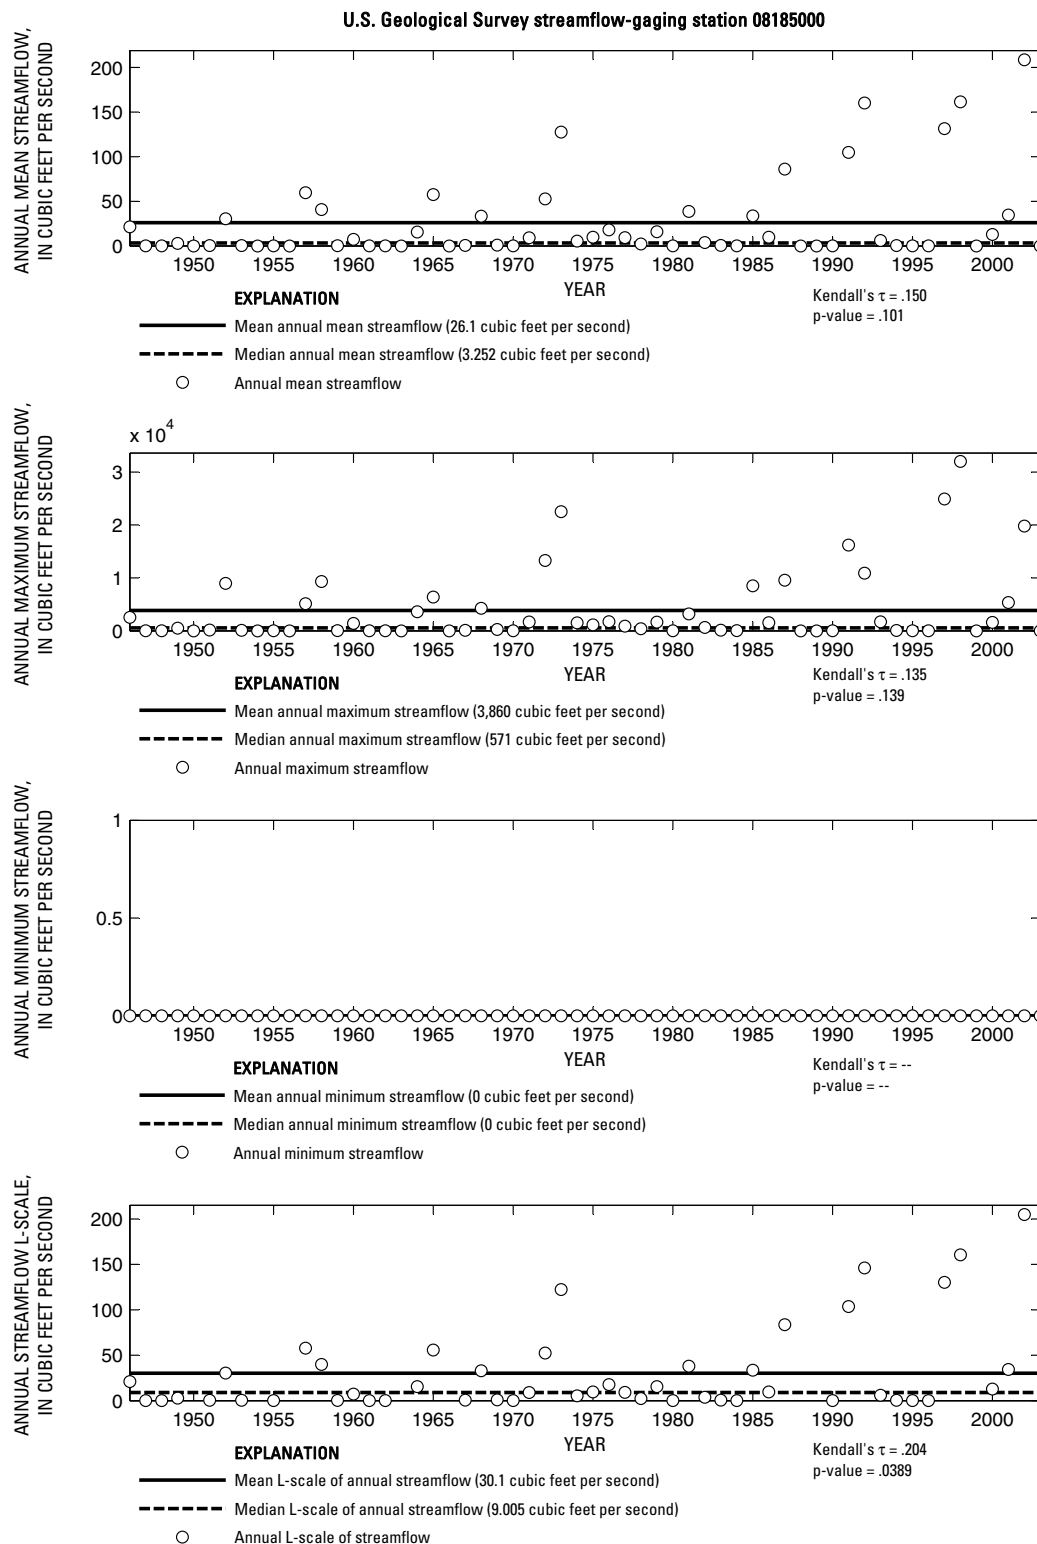 U.S. Geological Survey streamflow-gaging station 08185000
ANNUAL MEAN STREAMFLOW,
IN CUBIC FEET PER SECOND
200
150
100
50
0
1950 1955 1960 1965 1970 1975 1980 1985 1990 1995 2000
YEAR
Kendall's τ = .150
p-value = .101
EXPLANATION
Mean annual mean streamflow (26.1 cubic feet per second)
Median annual mean streamflow (3.252 cubic feet per second)
Annual mean streamflow
ANNUAL MAXIMUM STREAMFLOW,
IN CUBIC FEET PER SECOND
x 10^4
3
2
1
0
1950 1955 1960 1965 1970 1975 1980 1985 1990 1995 2000
YEAR
Kendall's τ = .135
p-value = .139
EXPLANATION
Mean annual maximum streamflow (3,860 cubic feet per second)
Median annual maximum streamflow (571 cubic feet per second)
Annual maximum streamflow
ANNUAL MINIMUM STREAMFLOW,
IN CUBIC FEET PER SECOND
1
0.5
0
1950 1955 1960 1965 1970 1975 1980 1985 1990 1995 2000
YEAR
Kendall's τ = --
p-value = --
EXPLANATION
Mean annual minimum streamflow (0 cubic feet per second)
Median annual minimum streamflow (0 cubic feet per second)
Annual minimum streamflow
ANNUAL STREAMFLOW L-SCALE,
IN CUBIC FEET PER SECOND
200
150
100
50
0
1950 1955 1960 1965 1970 1975 1980 1985 1990 1995 2000
YEAR
Kendall's τ = .204
p-value = .0389
EXPLANATION
Mean L-scale of annual streamflow (30.1 cubic feet per second)
Median L-scale of annual streamflow (9.005 cubic feet per second)
Annual L-scale of streamflow